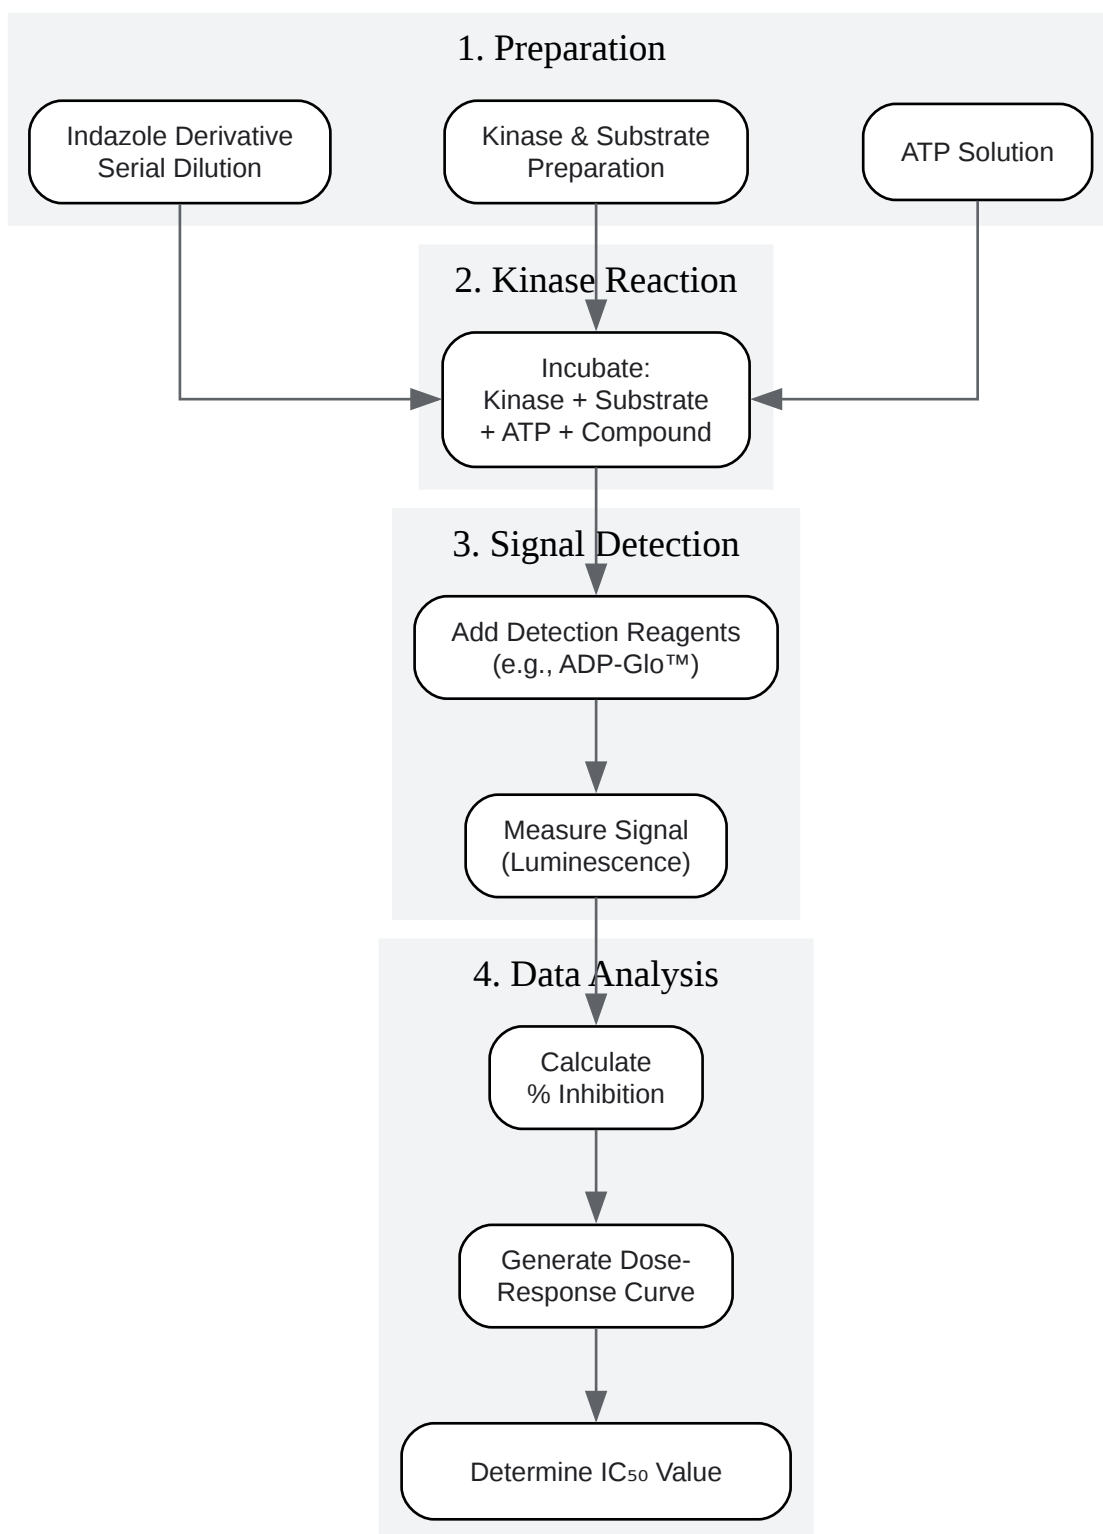 1. Preparation
Indazole Derivative
Serial Dilution
Kinase & Substrate
Preparation
ATP Solution
2. Kinase Reaction
Incubate:
Kinase + Substrate
+ ATP + Compound
3. Signal Detection
Add Detection Reagents
(e.g., ADP-Glo™)
Measure Signal
(Luminescence)
4. Data Analysis
Calculate
% Inhibition
Generate Dose-
Response Curve
Determine IC₅₀ Value